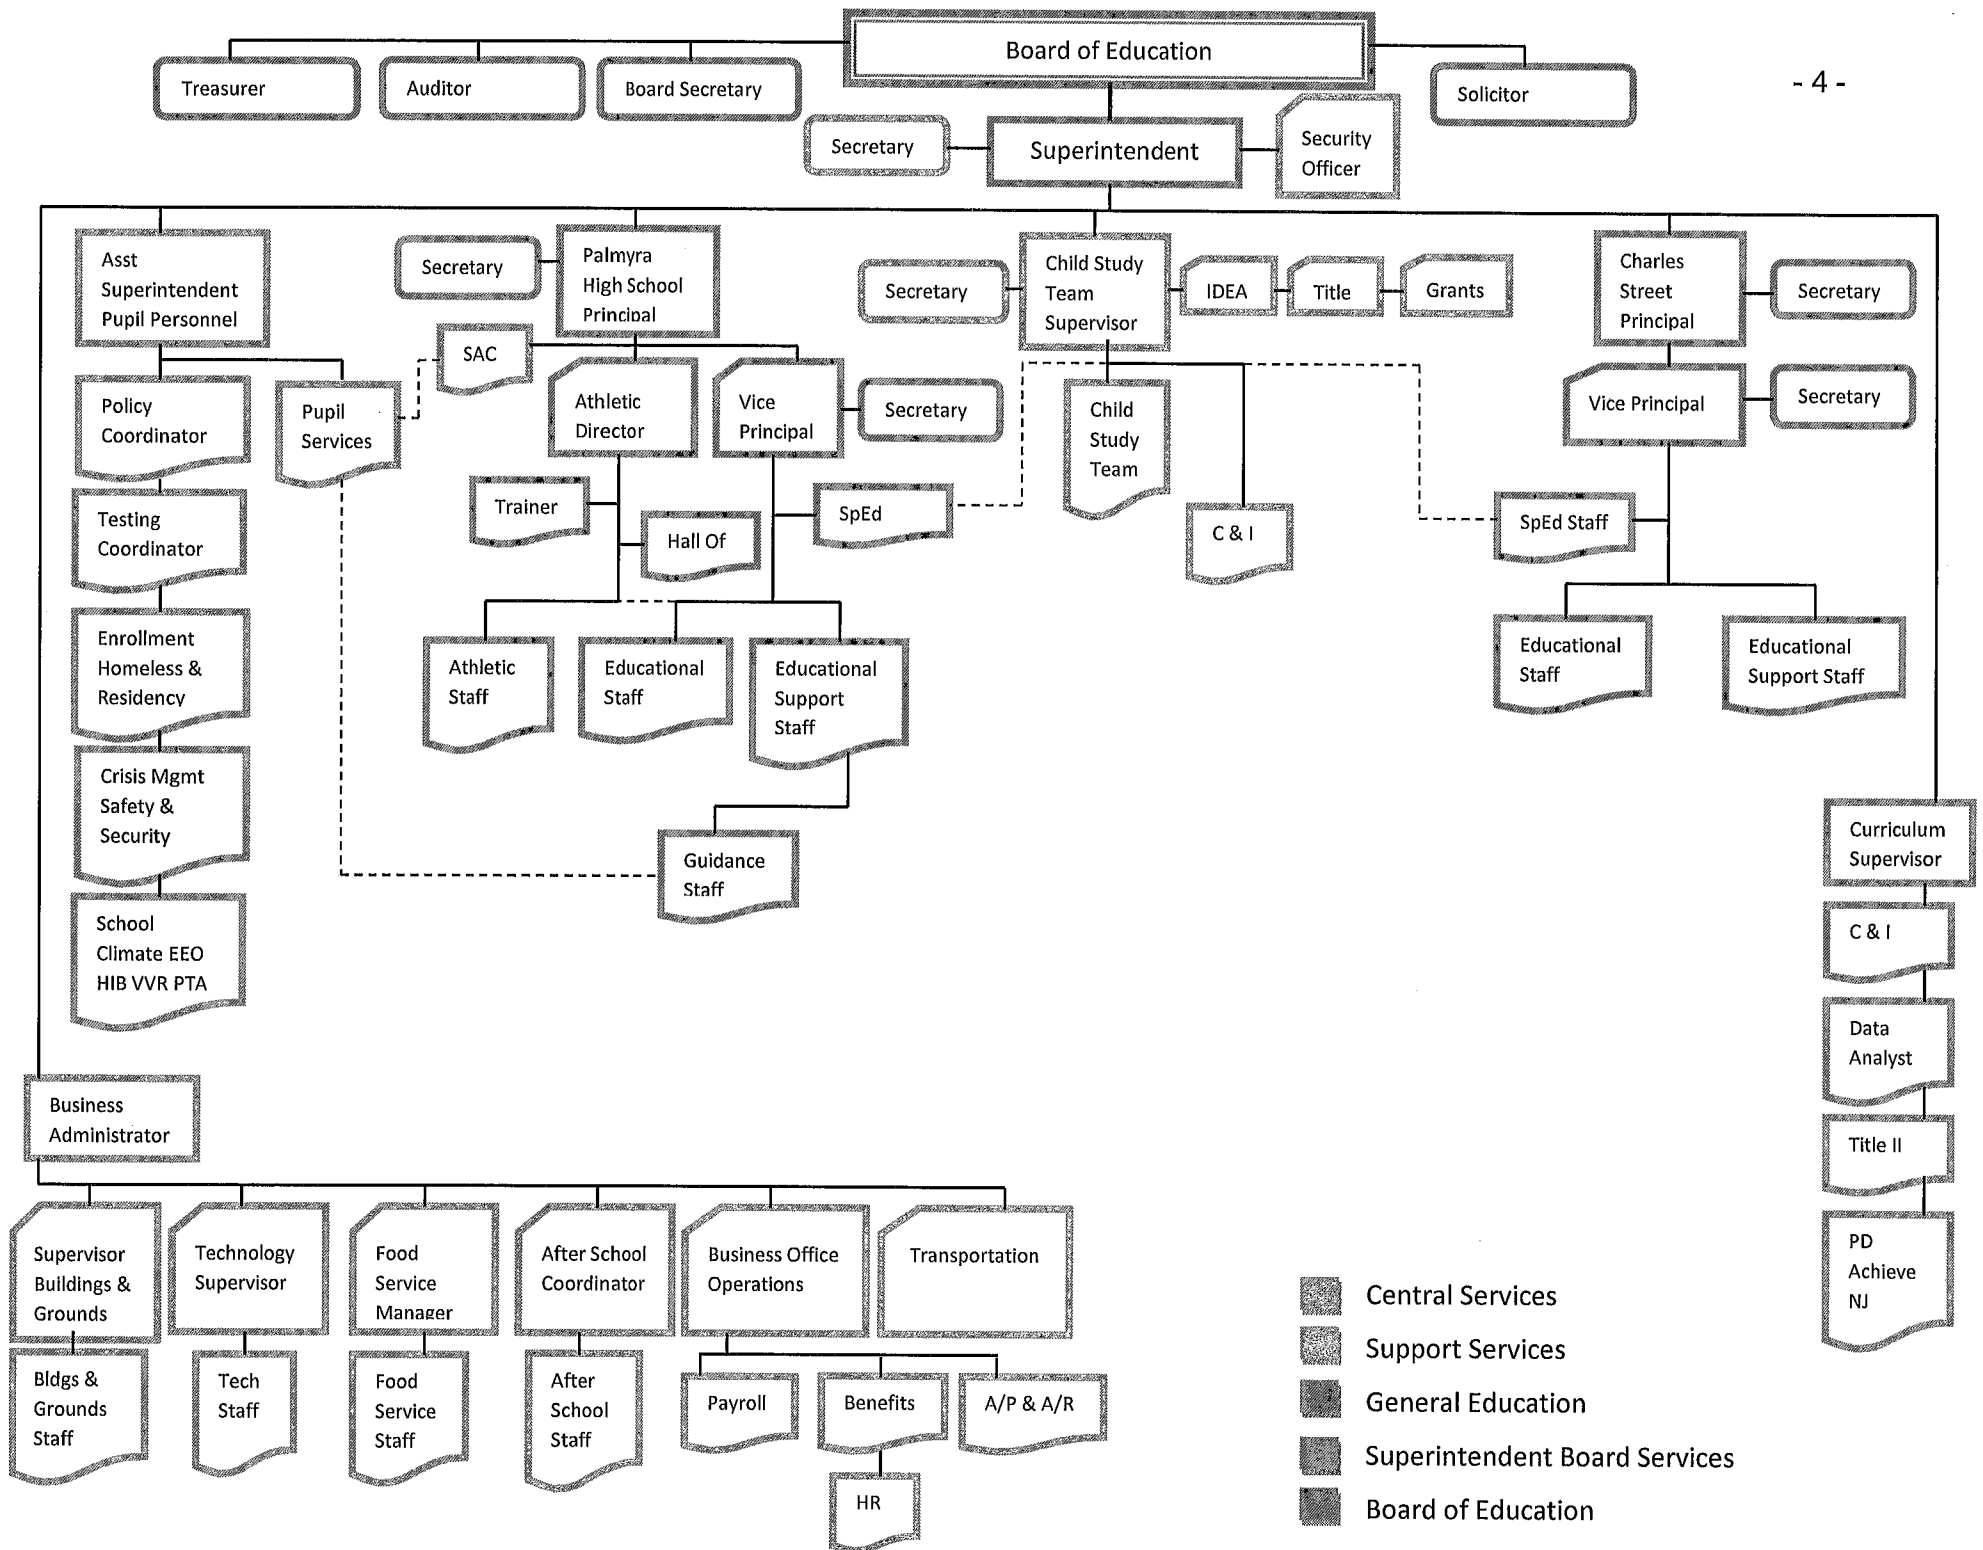 Board of Education
Treasurer
Auditor
Board Secretary
Solicitor
- 4 -
Secretary
Superintendent
Security
Officer
Asst
Superintendent
Pupil Personnel
Secretary
Palmyra
High School
Principal
Secretary
Child Study
Team
Supervisor
IDEA
Title
Grants
Charles
Street
Principal
Secretary
SAC
Policy
Coordinator
Pupil
Services
Athletic
Director
Vice
Principal
Secretary
Child
Study
Team
Vice Principal
Secretary
Testing
Coordinator
Trainer
Hall Of
SpEd
C & I
SpEd Staff
Enrollment
Homeless &
Residency
Athletic
Staff
Educational
Staff
Educational
Support
Staff
Educational
Staff
Educational
Support Staff
Crisis Mgmt
Safety &
Security
Guidance
Staff
Curriculum
Supervisor
School
Climate EEO
HIB VVR PTA
C & I
Data
Analyst
Title II
PD
Achieve
NJ
Business
Administrator
Supervisor
Buildings &
Grounds
Technology
Supervisor
Food
Service
Manager
After School
Coordinator
Business Office
Operations
Transportation
Bldgs &
Grounds
Staff
Tech
Staff
Food
Service
Staff
After
School
Staff
Payroll
Benefits
A/P & A/R
HR
Central Services
Support Services
General Education
Superintendent Board Services
Board of Education